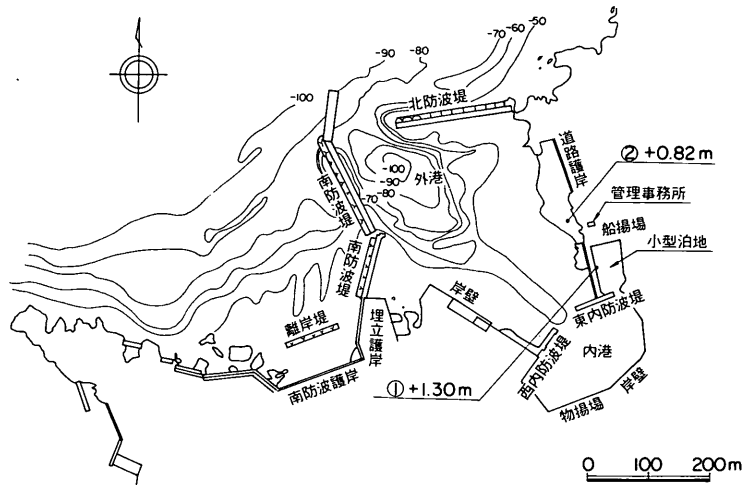 -50
-60
-70
-80
-90
-100
北防波堤
道路護岸
② +0.82m
-100
外港
-90
-80
-70
管理事務所
南防波堤
船揚場
小型泊地
南防波堤
岸壁
埋立護岸
離岸堤
東内防波堤
内港
西内防波堤
岸壁
南防波護岸
① +1.30m
物揚場
0 100 200m